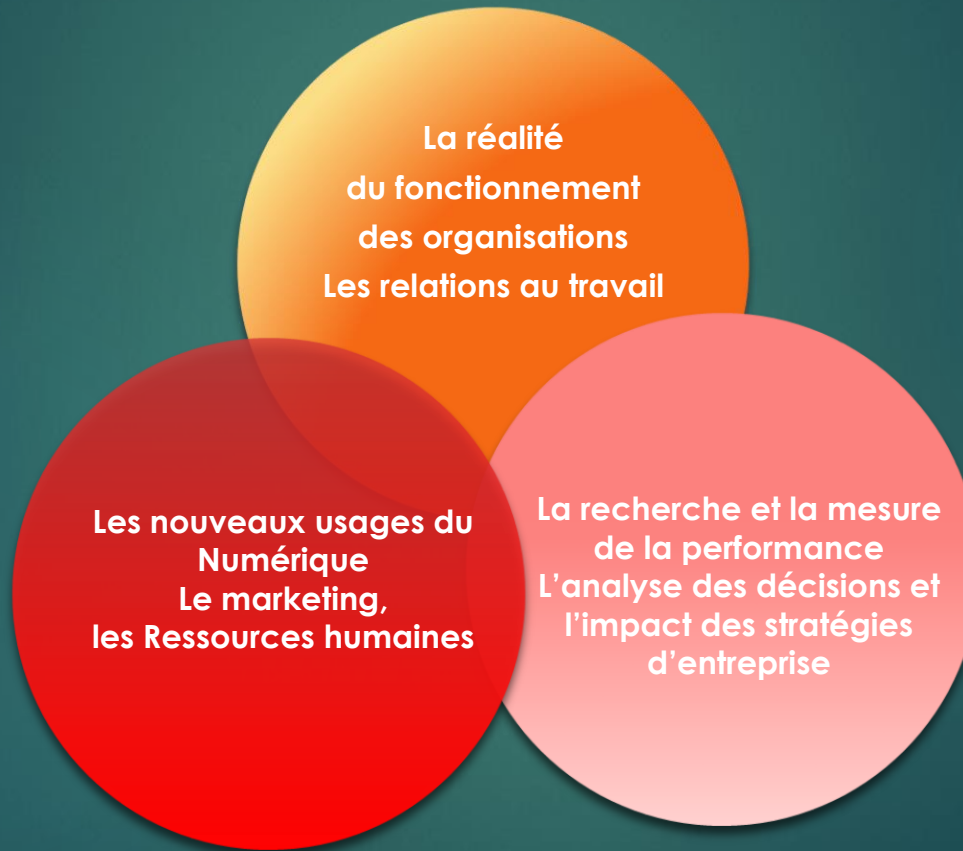 La réalité
du fonctionnement
des organisations
Les relations au travail
Les nouveaux usages du
Numérique
Le marketing,
les Ressources humaines
La recherche et la mesure
de la performance
L’analyse des décisions et
l’impact des stratégies
d’entreprise